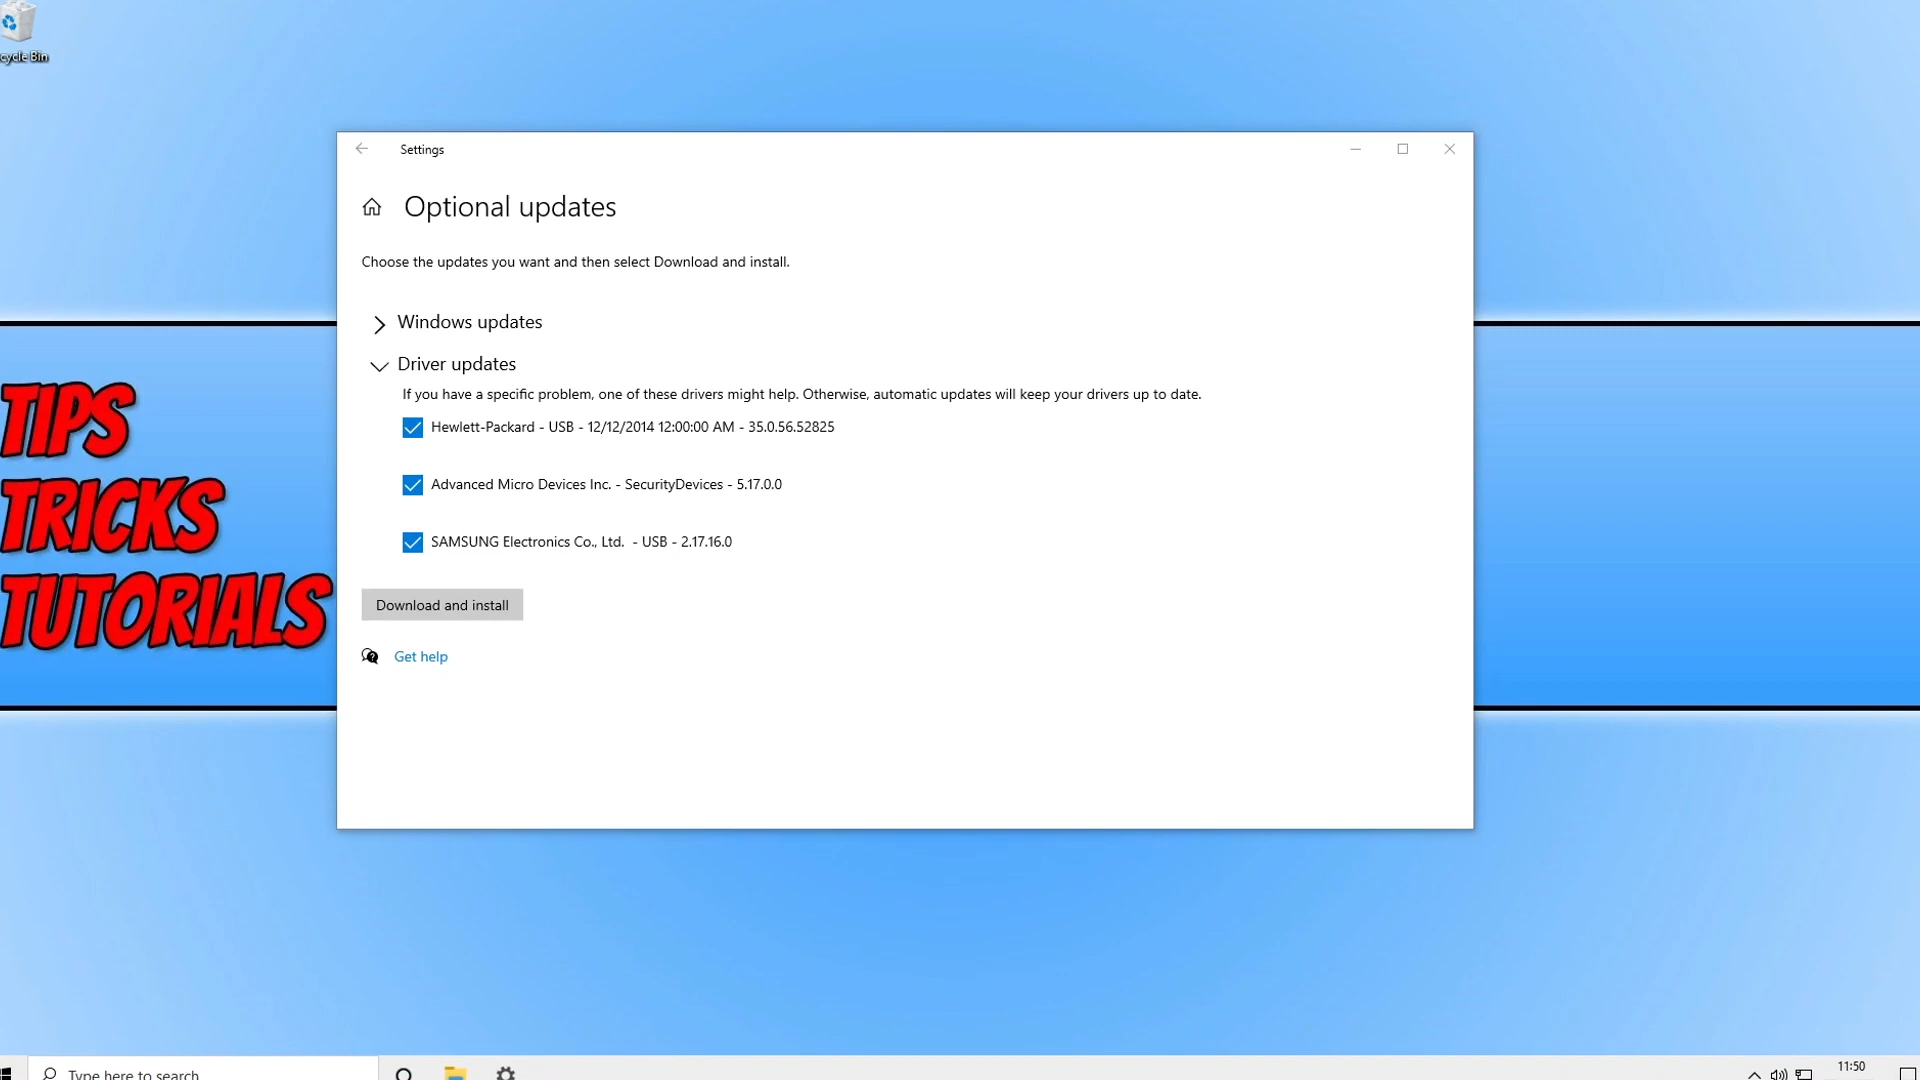 cycle Bin
Settings
Optional updates
Choose the updates you want and then select Download and install.
Windows updates
Driver updates
If you have a specific problem, one of these drivers might help. Otherwise, automatic updates will keep your drivers up to date.
Hewlett-Packard - USB - 12/12/2014 12:00:00 AM - 35.0.56.52825
Advanced Micro Devices Inc. - SecurityDevices - 5.17.0.0
SAMSUNG Electronics Co., Ltd.  - USB - 2.17.16.0
Download and install
Get help
TIPS
TRICKS
TUTORIALS
Type here to search
11:50